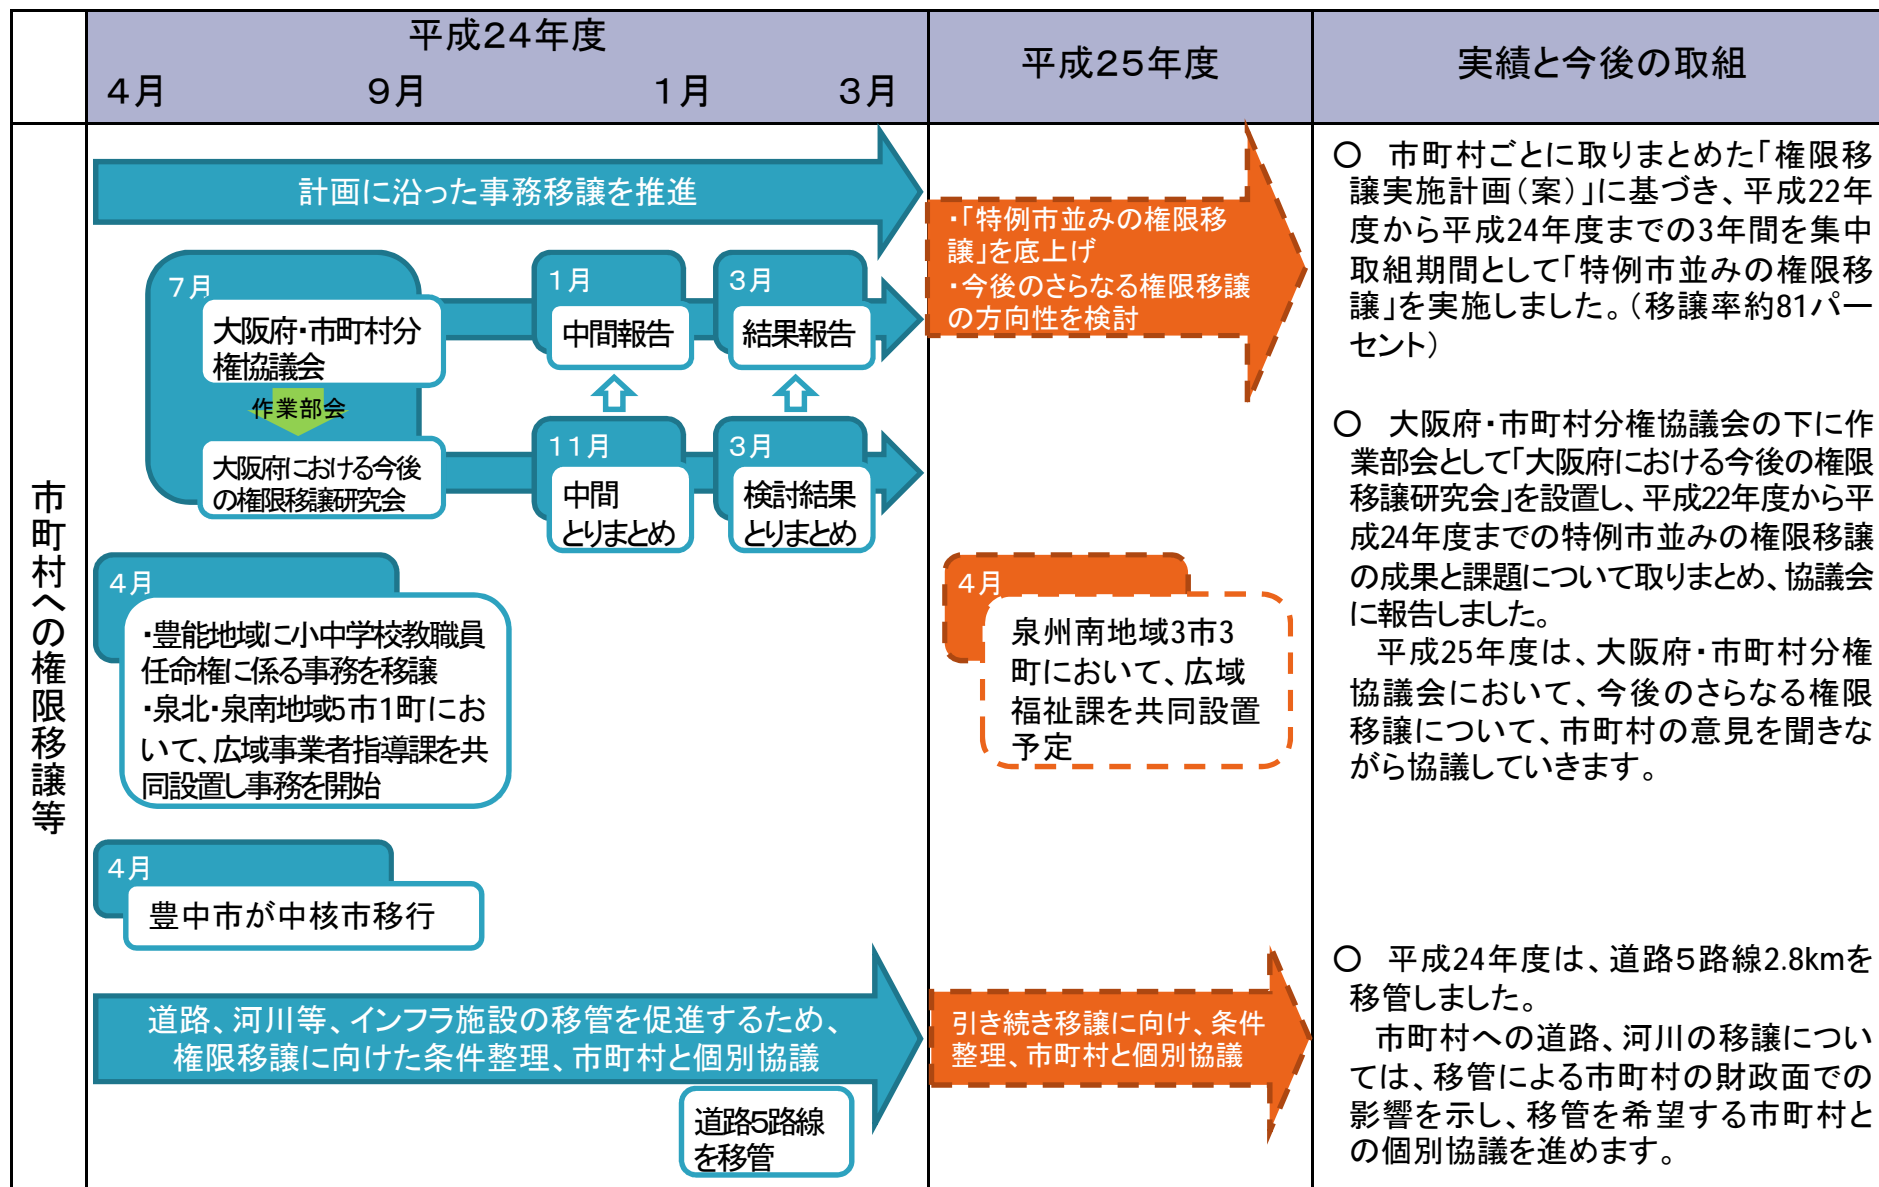 平成24年度
4月 9月 1月 3月
平成25年度
実績と今後の取組
市町村への権限移譲等
計画に沿った事務移譲を推進
7月
大阪府・市町村分
権協議会
作業部会
大阪府における今後
の権限移譲研究会
1月
中間報告
3月
結果報告
11月
中間
とりまとめ
3月
検討結果
とりまとめ
4月
・豊能地域に小中学校教職員
任命権に係る事務を移譲
・泉北・泉南地域5市1町にお
いて、広域事業者指導課を共
同設置し事務を開始
4月
豊中市が中核市移行
道路、河川等、インフラ施設の移管を促進するため、
権限移譲に向けた条件整理、市町村と個別協議
道路5路線
を移管
・「特例市並みの権限移
譲」を底上げ
・今後のさらなる権限移譲
の方向性を検討
4月
泉州南地域3市3
町において、広域
福祉課を共同設置
予定
引き続き移譲に向け、条件
整理、市町村と個別協議
○ 市町村ごとに取りまとめた「権限移
譲実施計画(案)」に基づき、平成22年
度から平成24年度までの3年間を集中
取組期間として「特例市並みの権限移
譲」を実施しました。(移譲率約81パー
セント)
○ 大阪府・市町村分権協議会の下に作
業部会として「大阪府における今後の権限
移譲研究会」を設置し、平成22年度から平
成24年度までの特例市並みの権限移譲
の成果と課題について取りまとめ、協議会
に報告しました。
平成25年度は、大阪府・市町村分権
協議会において、今後のさらなる権限
移譲について、市町村の意見を聞きな
がら協議していきます。
○ 平成24年度は、道路5路線2.8kmを
移管しました。
市町村への道路、河川の移譲につい
ては、移管による市町村の財政面での
影響を示し、移管を希望する市町村と
の個別協議を進めます。